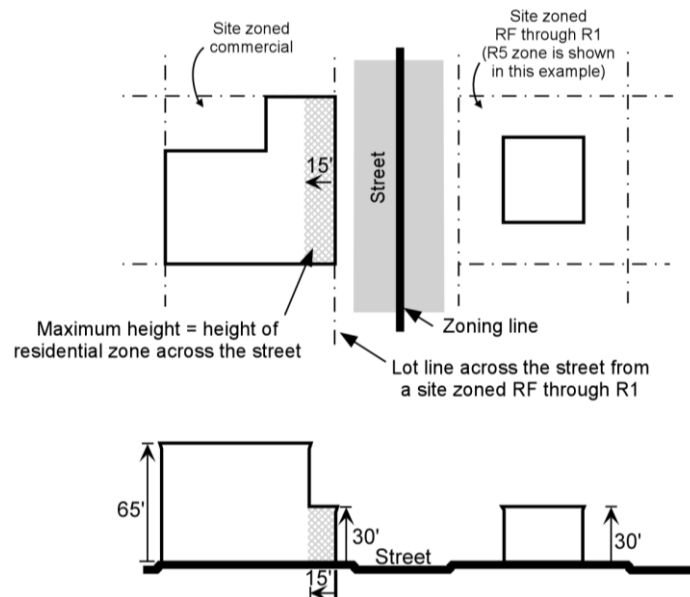 Site zoned
commercial
Site zoned
RF through R1
(R5 zone is shown
in this example)
15'
Street
Maximum height = height of
residential zone across the street
Zoning line
Lot line across the street from
a site zoned RF through R1
65'
30'
Street
30'
15'